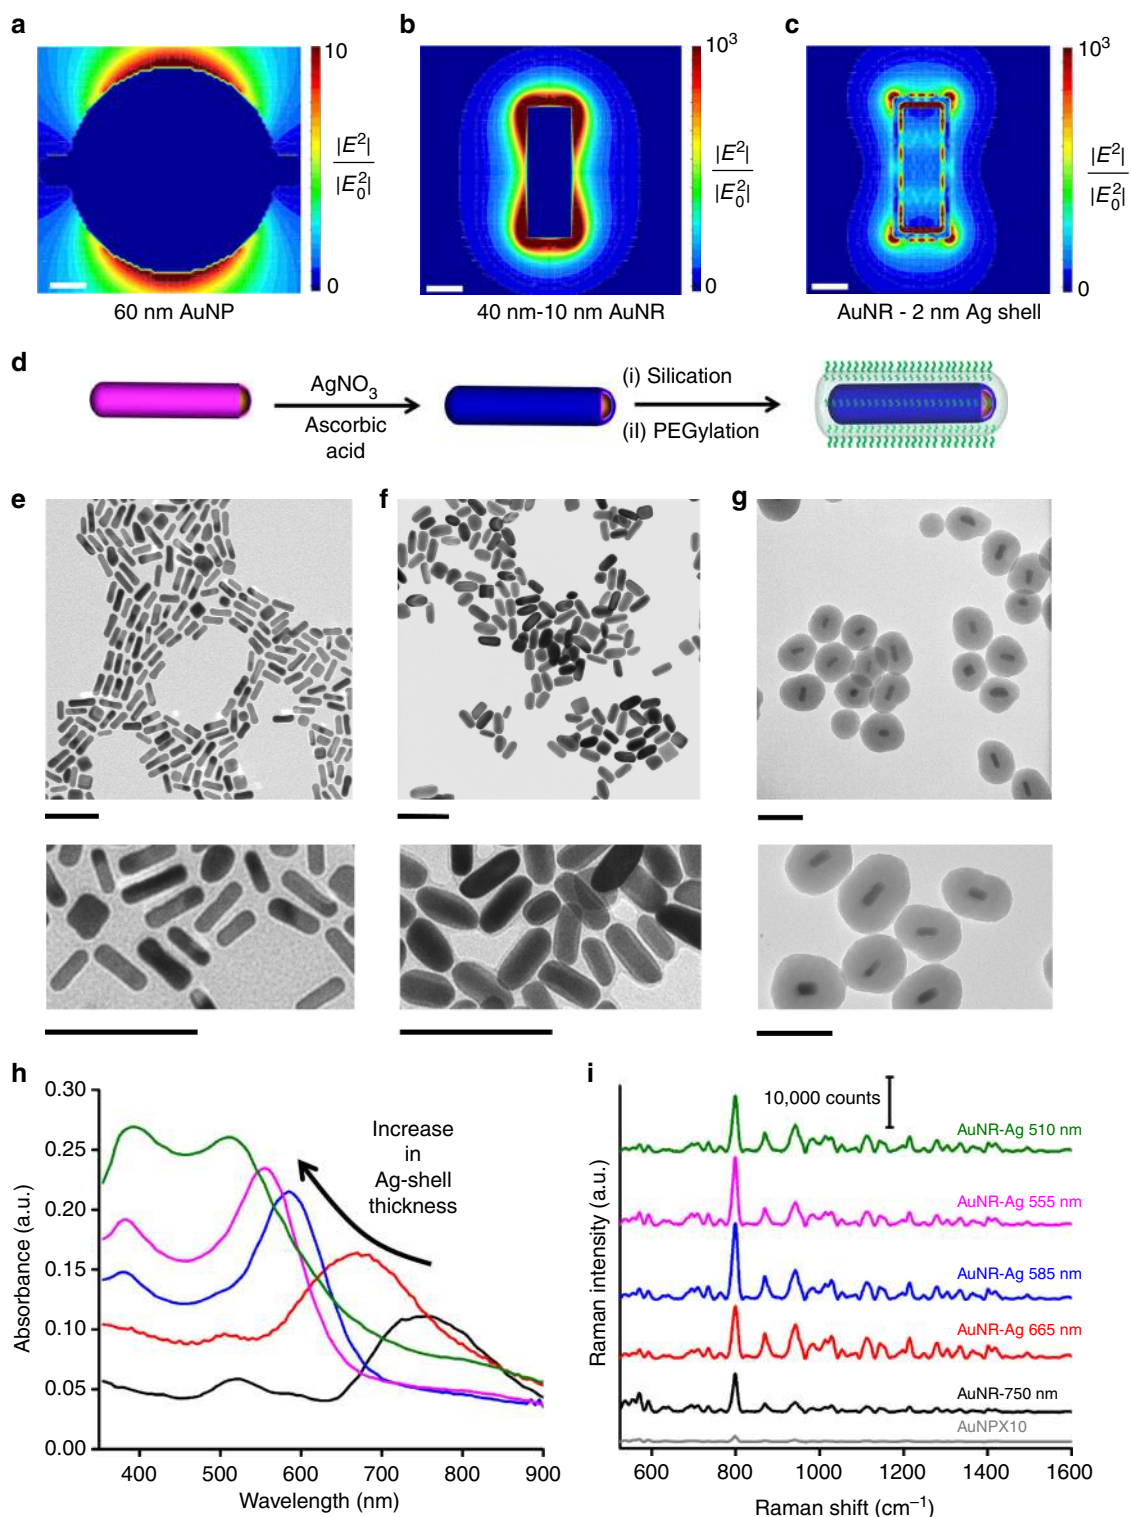 a
10
|E²|
|E₀²|
0
60 nm AuNP
b
10³
|E²|
|E₀²|
0
40 nm-10 nm AuNR
c
10³
|E²|
|E₀²|
0
AuNR - 2 nm Ag shell
d
AgNO₃
Ascorbic
acid
(i) Silication
(iI) PEGylation
e
f
g
h
0.30
0.25
0.20
0.15
0.10
0.05
0.00
Absorbance (a.u.)
Increase
in
Ag-shell
thickness
400 500 600 700 800 900
Wavelength (nm)
i
10,000 counts
AuNR-Ag 510 nm
AuNR-Ag 555 nm
AuNR-Ag 585 nm
AuNR-Ag 665 nm
AuNR-750 nm
AuNPX10
Raman intensity (a.u.)
600 800 1000 1200 1400 1600
Raman shift (cm⁻¹)